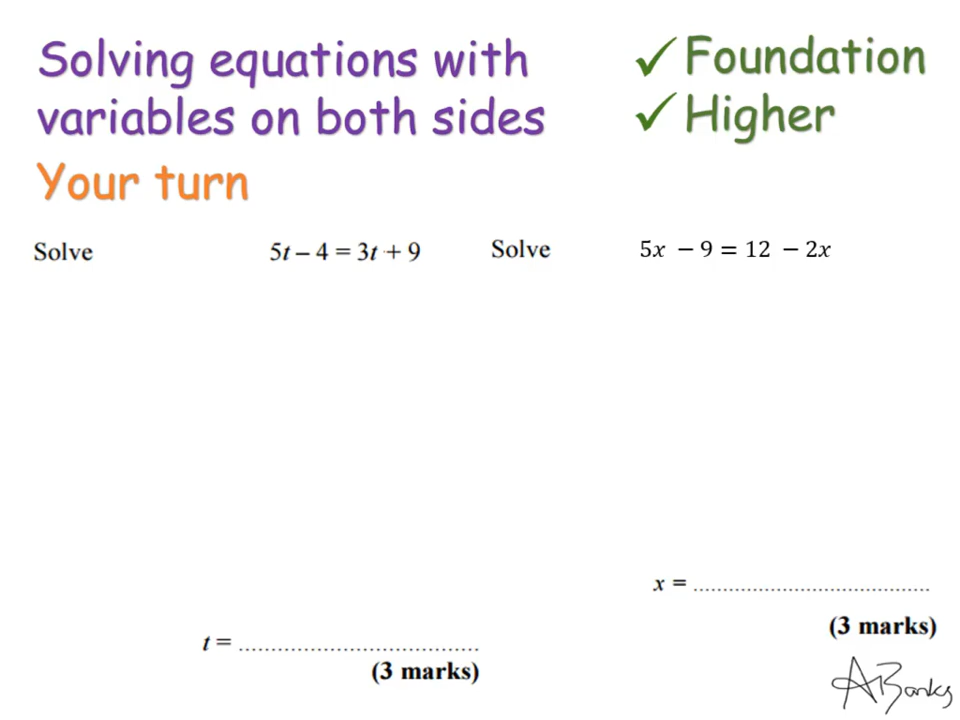 Solving equations with
variables on both sides
✓ Foundation
✓ Higher
Your turn
Solve 5t – 4 = 3t + 9
t = ........................................
(3 marks)
Solve 5x − 9 = 12 − 2x
x = ........................................
(3 marks)
A Banks